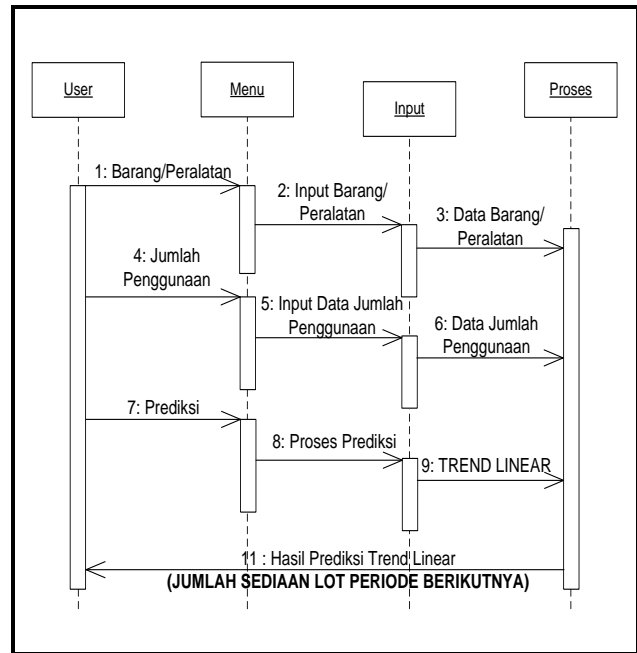 User
Menu
Input
Proses
1: Barang/Peralatan
2: Input Barang/
Peralatan
3: Data Barang/
Peralatan
4: Jumlah
Penggunaan
5: Input Data Jumlah
Penggunaan
6: Data Jumlah
Penggunaan
7: Prediksi
8: Proses Prediksi
9: TREND LINEAR
11 : Hasil Prediksi Trend Linear
(JUMLAH SEDIAAN LOT PERIODE BERIKUTNYA)